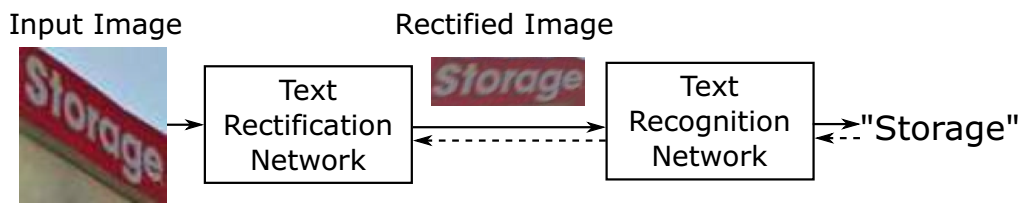 Input Image
Rectified Image
Storage
Storage
Text
Rectification
Network
Text
Recognition
Network
"Storage"